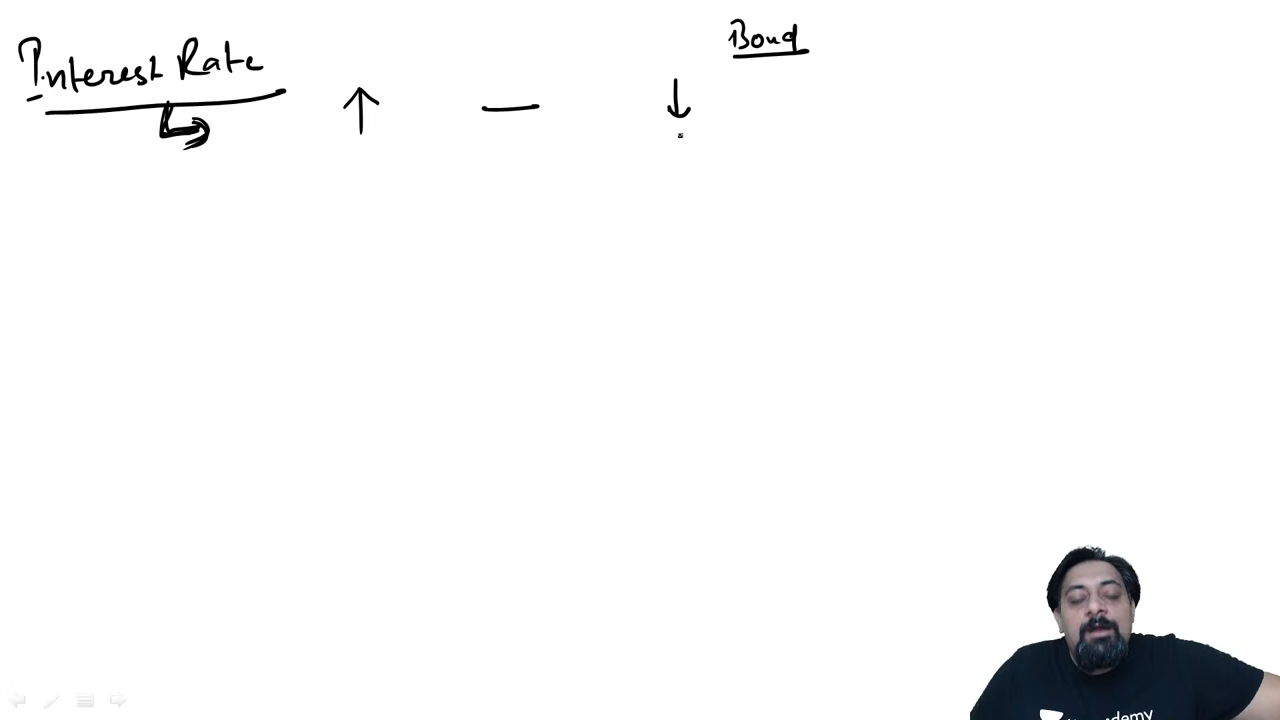 Bond
Interest Rate ↑ — ↓